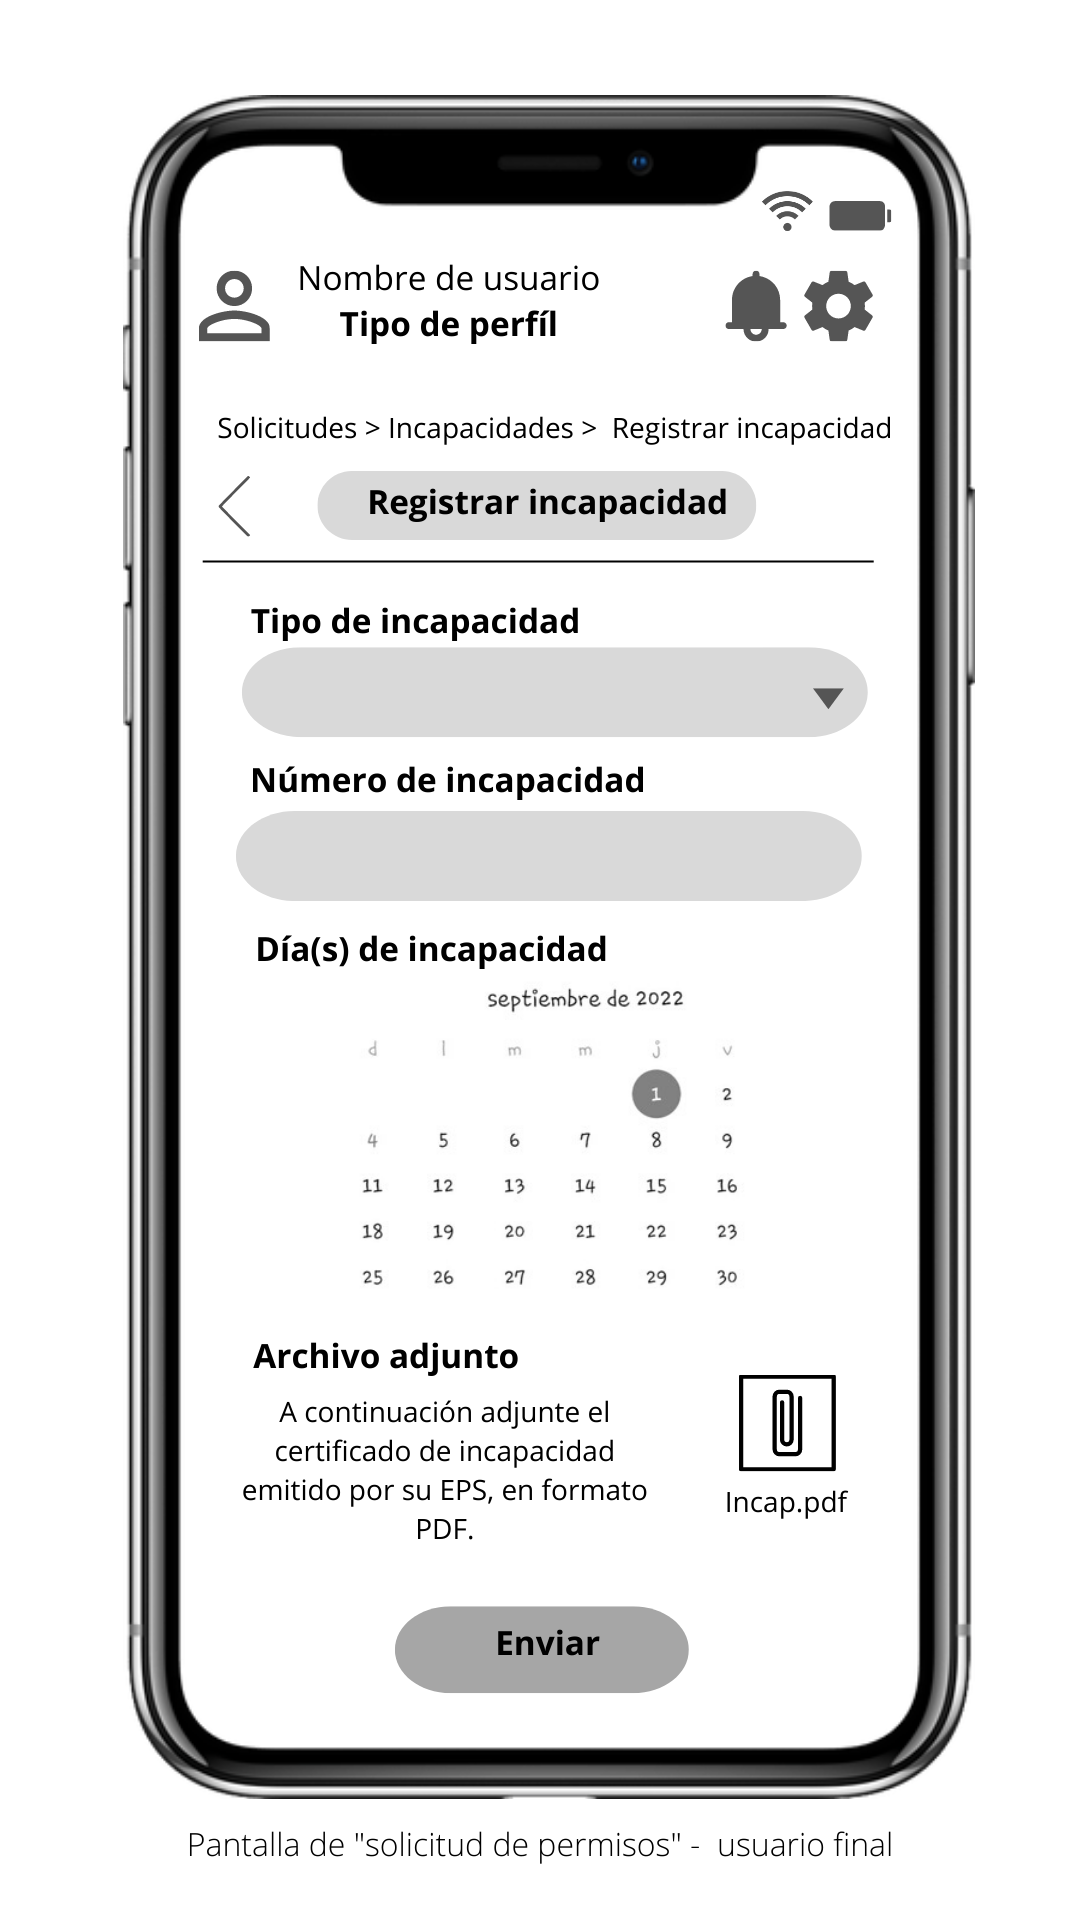 Nombre de usuario
Tipo de perfíl
Solicitudes > Incapacidades > Registrar incapacidad
Registrar incapacidad
Tipo de incapacidad
Número de incapacidad
Día(s) de incapacidad
septiembre de 2022
d l m m j v
1 2
4 5 6 7 8 9
11 12 13 14 15 16
18 19 20 21 22 23
25 26 27 28 29 30
Archivo adjunto
A continuación adjunte el
certificado de incapacidad
emitido por su EPS, en formato
PDF.
Incap.pdf
Enviar
Pantalla de "solicitud de permisos" - usuario final